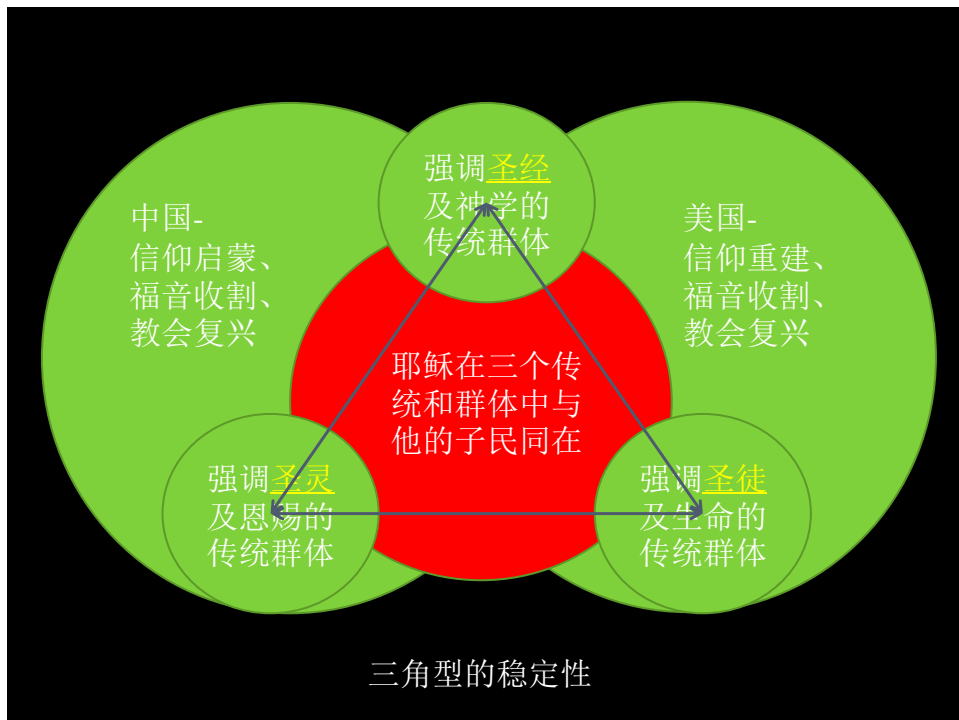 强调圣经
及神学的
传统群体
中国-
信仰启蒙、
福音收割、
教会复兴
美国-
信仰重建、
福音收割、
教会复兴
耶稣在三个传
统和群体中与
他的子民同在
强调圣灵
及恩赐的
传统群体
强调圣徒
及生命的
传统群体
三角型的稳定性